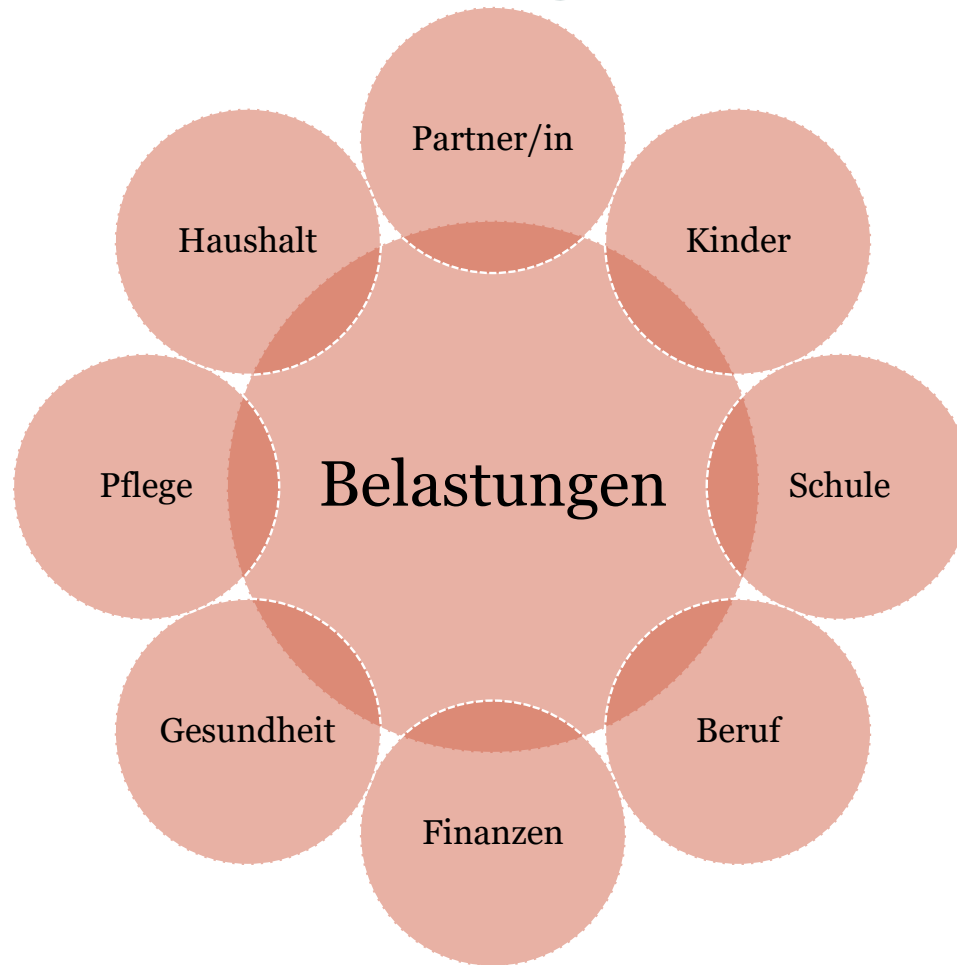 Partner/in
Haushalt
Kinder
Pflege
Belastungen
Schule
Gesundheit
Beruf
Finanzen